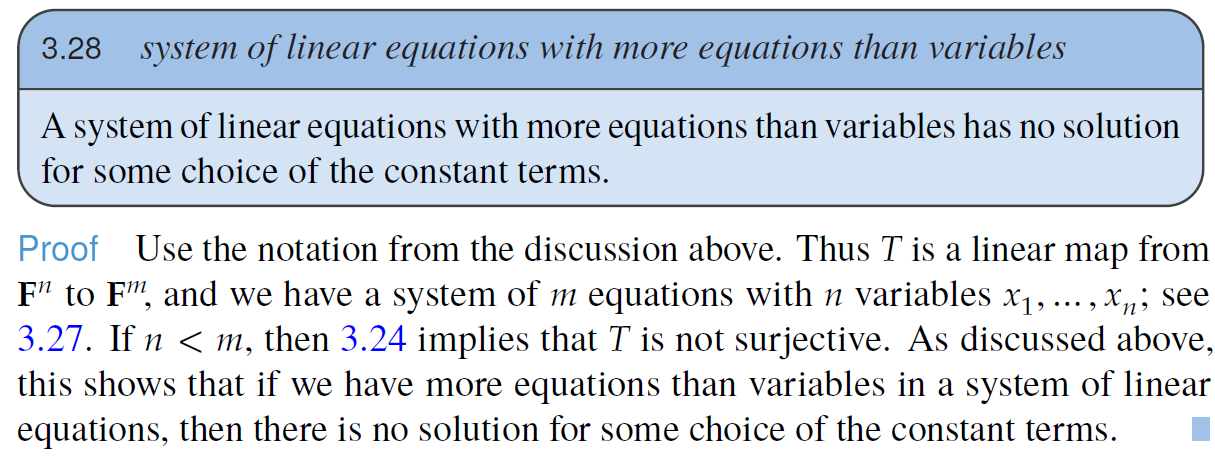 3.28 system of linear equations with more equations than variables
A system of linear equations with more equations than variables has no solution
for some choice of the constant terms.
Proof Use the notation from the discussion above. Thus T is a linear map from
Fⁿ to Fᵐ, and we have a system of m equations with n variables x₁, … , xₙ; see
3.27. If n < m, then 3.24 implies that T is not surjective. As discussed above,
this shows that if we have more equations than variables in a system of linear
equations, then there is no solution for some choice of the constant terms.